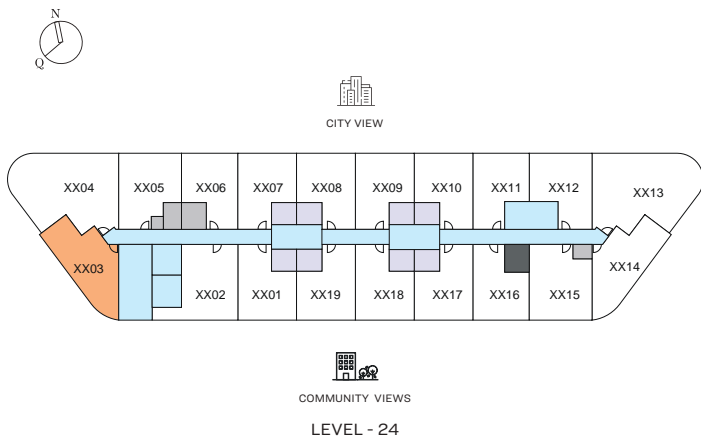 N
Q
CITY VIEW
XX04 XX05 XX06 XX07 XX08 XX09 XX10 XX11 XX12 XX13
XX03 XX14
XX02 XX01 XX19 XX18 XX17 XX16 XX15
COMMUNITY VIEWS
LEVEL - 24